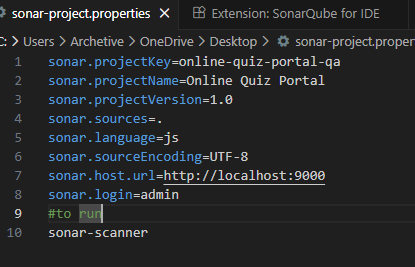 sonar-project.properties
Extension: SonarQube for IDE
C: > Users > Archetive > OneDrive > Desktop > sonar-project.proper
1 sonar.projectKey=online-quiz-portal-qa
2 sonar.projectName=Online Quiz Portal
3 sonar.projectVersion=1.0
4 sonar.sources=.
5 sonar.language=js
6 sonar.sourceEncoding=UTF-8
7 sonar.host.url=http://localhost:9000
8 sonar.login=admin
9 #to run
10 sonar-scanner